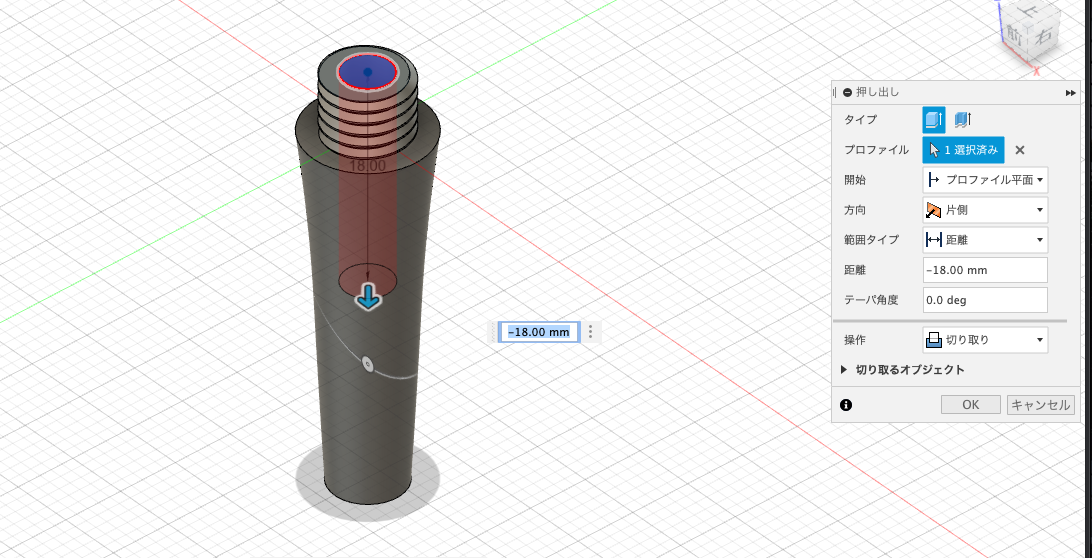 上
前
右
X
押し出し
タイプ
プロファイル 1 選択済み
開始 プロファイル平面
方向 片側
範囲タイプ 距離
距離 -18.00 mm
テーパ角度 0.0 deg
操作 切り取り
切り取るオブジェクト
OK キャンセル
18.00
-18.00 mm